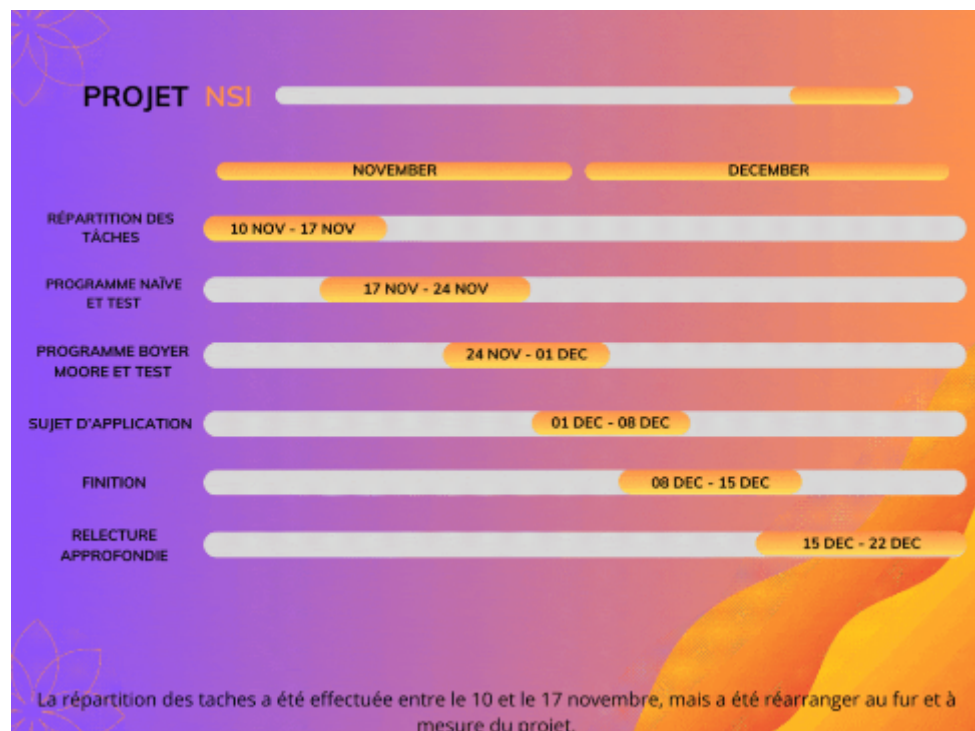 PROJET NSI
NOVEMBER
DECEMBER
RÉPARTITION DES
TÂCHES
10 NOV - 17 NOV
PROGRAMME NAÏVE
ET TEST
17 NOV - 24 NOV
PROGRAMME BOYER
MOORE ET TEST
24 NOV - 01 DEC
SUJET D'APPLICATION
01 DEC - 08 DEC
FINITION
08 DEC - 15 DEC
RELECTURE
APPROFONDIE
15 DEC - 22 DEC
La répartition des taches a été effectuée entre le 10 et le 17 novembre, mais a été réarranger au fur et à
mesure du projet.